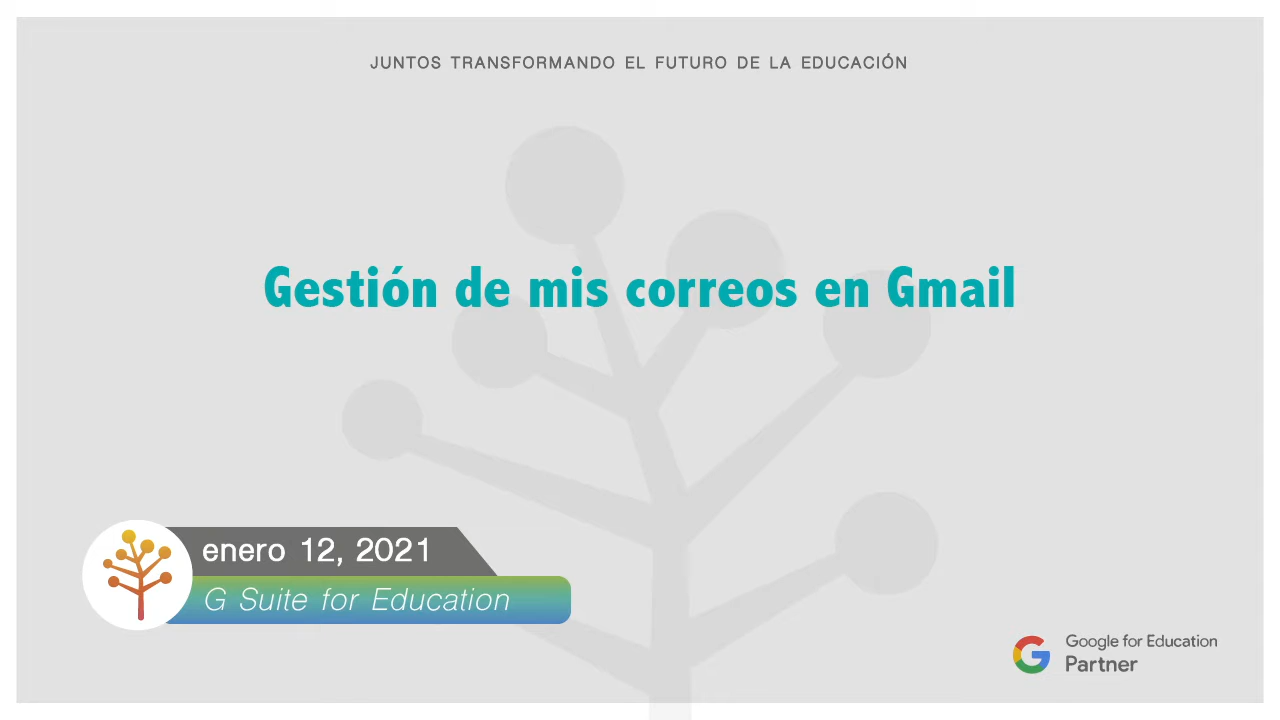 JUNTOS TRANSFORMANDO EL FUTURO DE LA EDUCACIÓN
Gestión de mis correos en Gmail
enero 12, 2021
G Suite for Education
Google for Education
Partner